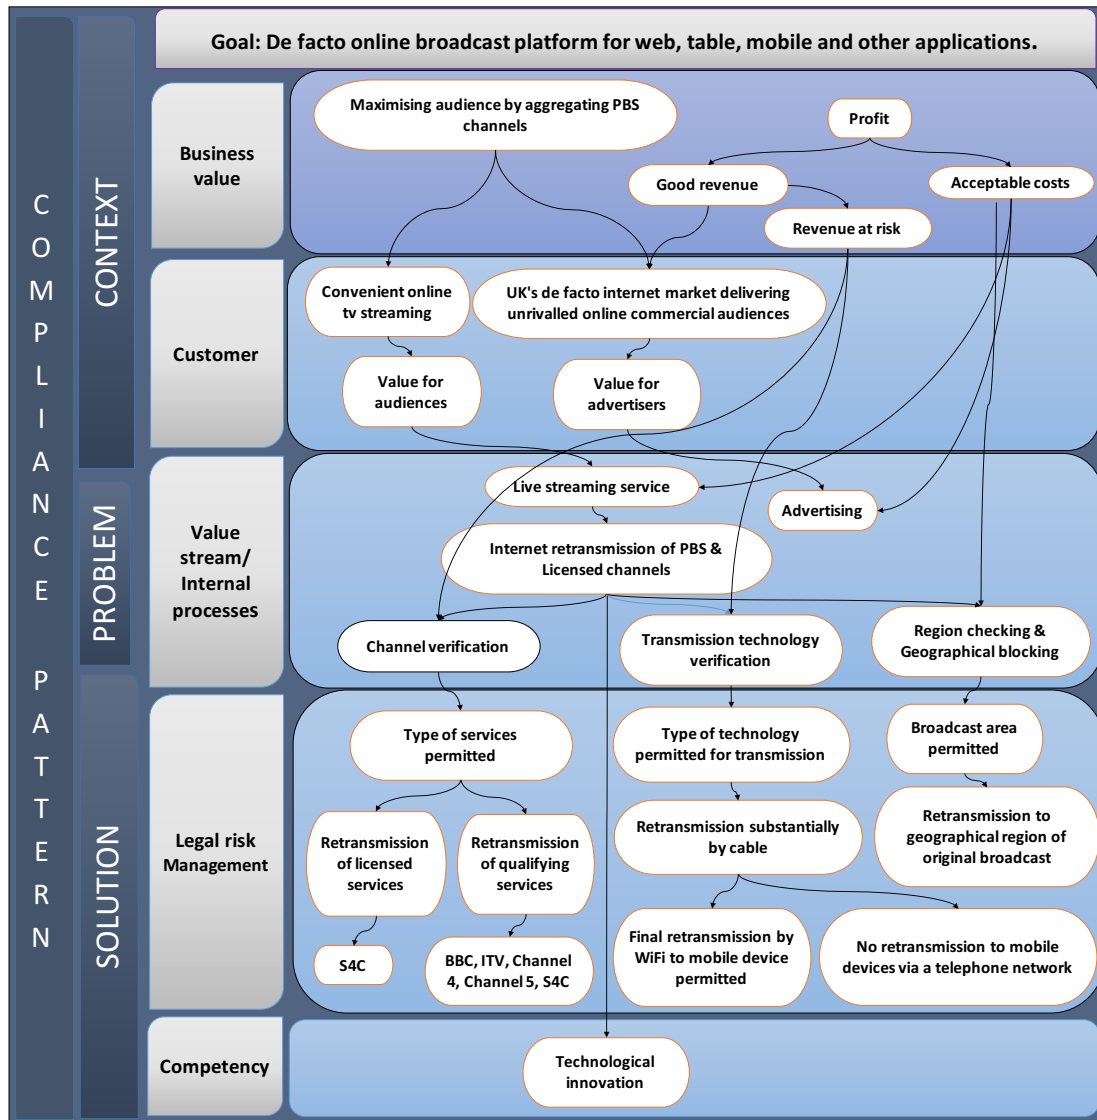 Goal: De facto online broadcast platform for web, table, mobile and other applications.
COMPLIANCE PATTERN
CONTEXT
PROBLEM
SOLUTION
Business
value
Maximising audience by aggregating PBS
channels
Profit
Good revenue
Acceptable costs
Revenue at risk
Customer
Convenient online
tv streaming
UK's de facto internet market delivering
unrivalled online commercial audiences
Value for
audiences
Value for
advertisers
Value
stream/
Internal
processes
Live streaming service
Advertising
Internet retransmission of PBS &
Licensed channels
Channel verification
Transmission technology
verification
Region checking &
Geographical blocking
Legal risk
Management
Type of services
permitted
Type of technology
permitted for transmission
Broadcast area
permitted
Retransmission
of licensed
services
Retransmission
of qualifying
services
Retransmission substantially
by cable
Retransmission to
geographical region of
original broadcast
S4C
BBC, ITV, Channel
4, Channel 5, S4C
Final retransmission by
WiFi to mobile device
permitted
No retransmission to mobile
devices via a telephone network
Competency
Technological
innovation